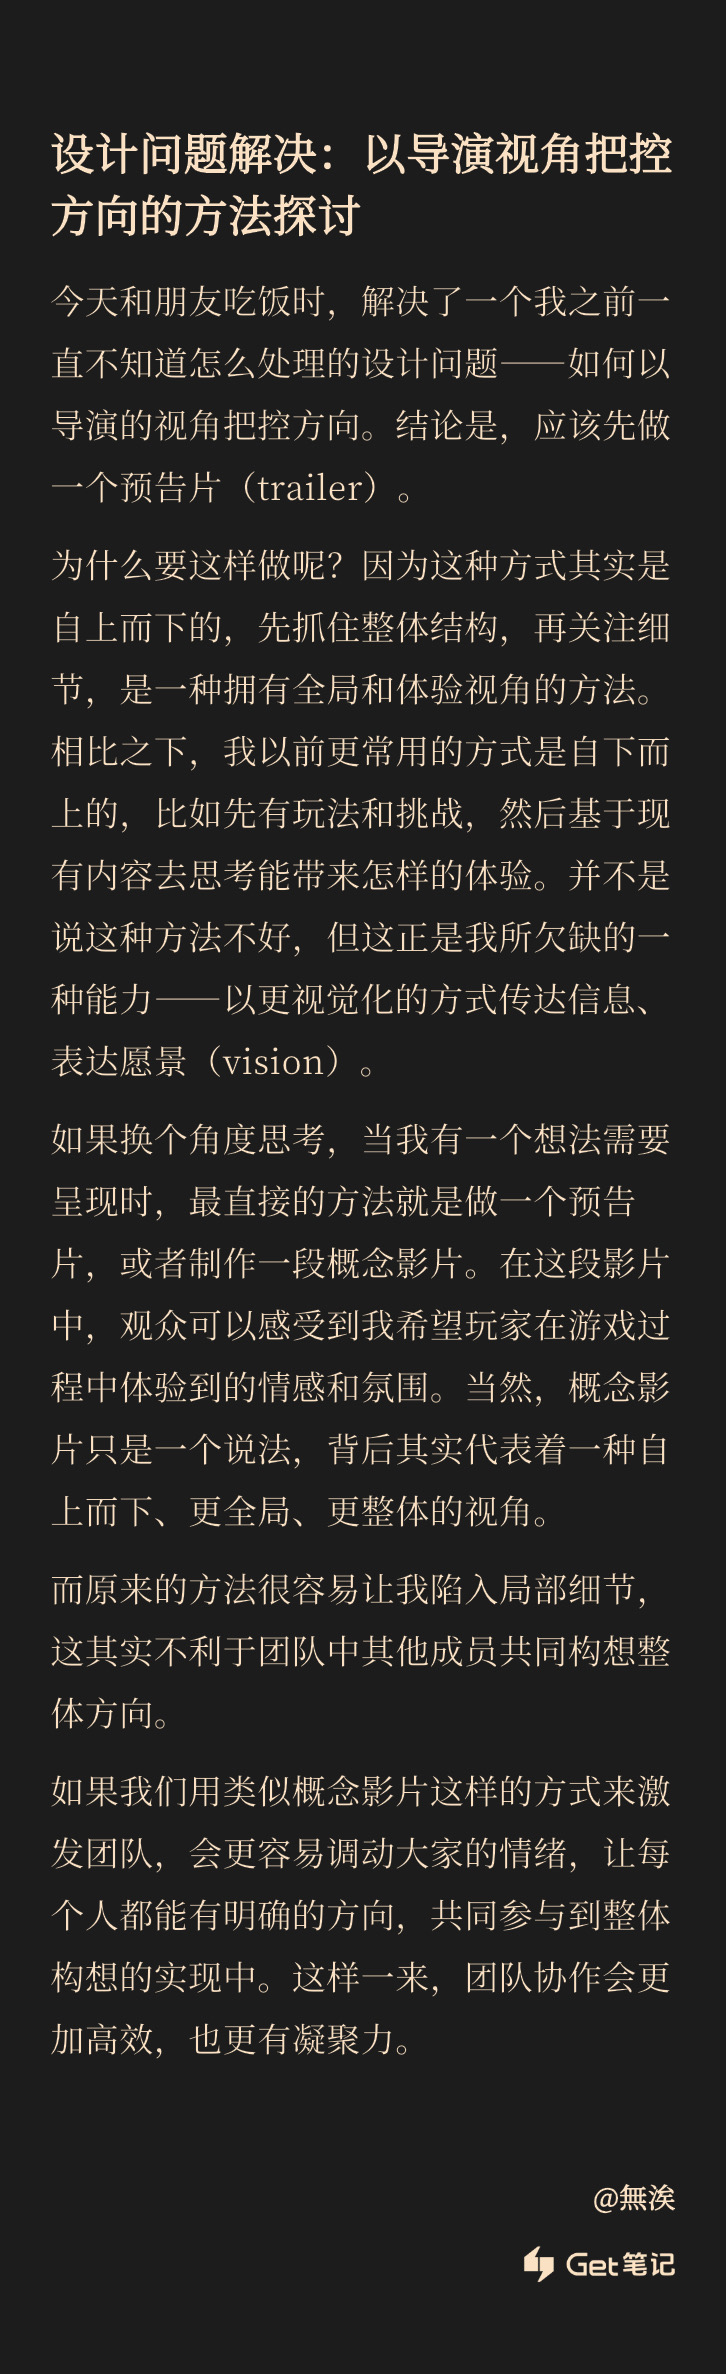 设计问题解决：以导演视角把控
方向的方法探讨
今天和朋友吃饭时，解决了一个我之前一
直不知道怎么处理的设计问题——如何以
导演的视角把控方向。结论是，应该先做
一个预告片（trailer）。
为什么要这样做呢？因为这种方式其实是
自上而下的，先抓住整体结构，再关注细
节，是一种拥有全局和体验视角的方法。
相比之下，我以前更常用的方式是自下而
上的，比如先有玩法和挑战，然后基于现
有内容去思考能带来怎样的体验。并不是
说这种方法不好，但这正是我所欠缺的一
种能力——以更视觉化的方式传达信息、
表达愿景（vision）。
如果换个角度思考，当我有一个想法需要
呈现时，最直接的方法就是做一个预告
片，或者制作一段概念影片。在这段影片
中，观众可以感受到我希望玩家在游戏过
程中体验到的情感和氛围。当然，概念影
片只是一个说法，背后其实代表着一种自
上而下、更全局、更整体的视角。
而原来的方法很容易让我陷入局部细节，
这其实不利于团队中其他成员共同构想整
体方向。
如果我们用类似概念影片这样的方式来激
发团队，会更容易调动大家的情绪，让每
个人都能有明确的方向，共同参与到整体
构想的实现中。这样一来，团队协作会更
加高效，也更有凝聚力。
@無涘
Get笔记